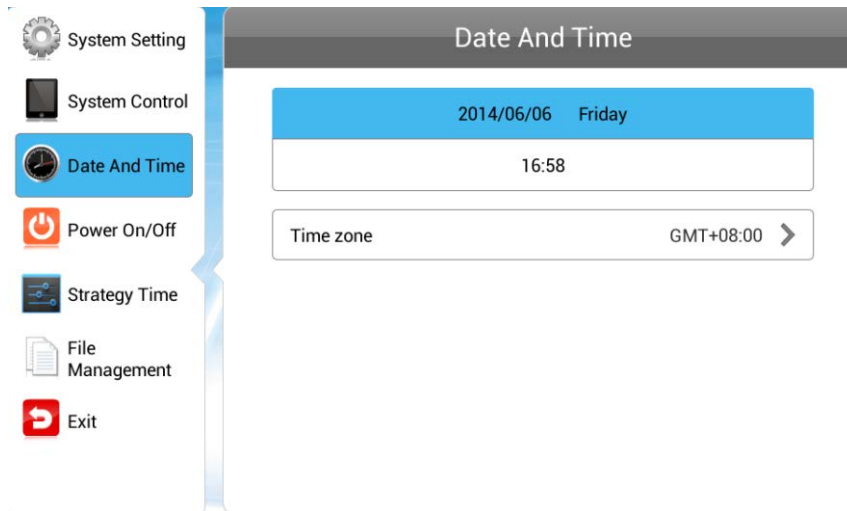 System Setting
System Control
Date And Time
Power On/Off
Strategy Time
File
Management
Exit
Date And Time
2014/06/06 Friday
16:58
Time zone GMT+08:00